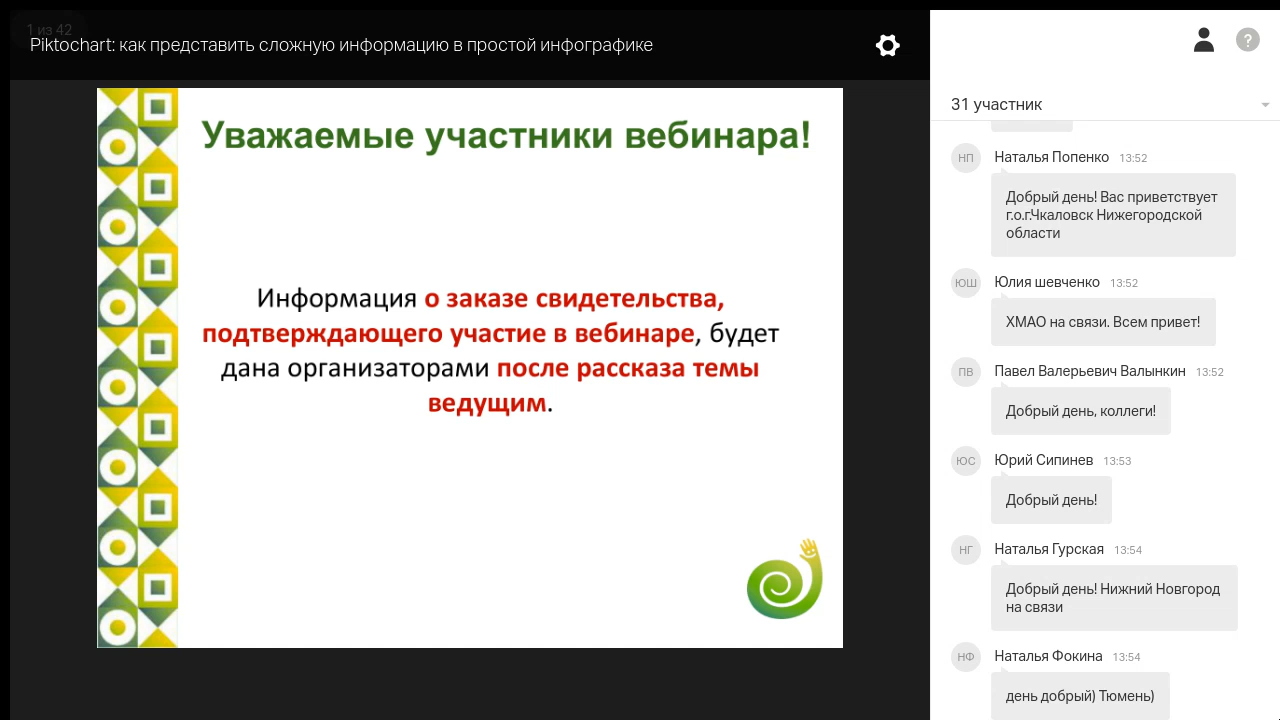 1 из 42
Piktochart: как представить сложную информацию в простой инфографике
Уважаемые участники вебинара!
Информация о заказе свидетельства,
подтверждающего участие в вебинаре, будет
дана организаторами после рассказа темы
ведущим.
?
31 участник
НП Наталья Попенко 13:52
Добрый день! Вас приветствует
г.о.г.Чкаловск Нижегородской
области
ЮШ Юлия шевченко 13:52
ХМАО на связи. Всем привет!
ПВ Павел Валерьевич Валынкин 13:52
Добрый день, коллеги!
ЮС Юрий Сипинев 13:53
Добрый день!
НГ Наталья Гурская 13:54
Добрый день! Нижний Новгород
на связи
НФ Наталья Фокина 13:54
день добрый) Тюмень)